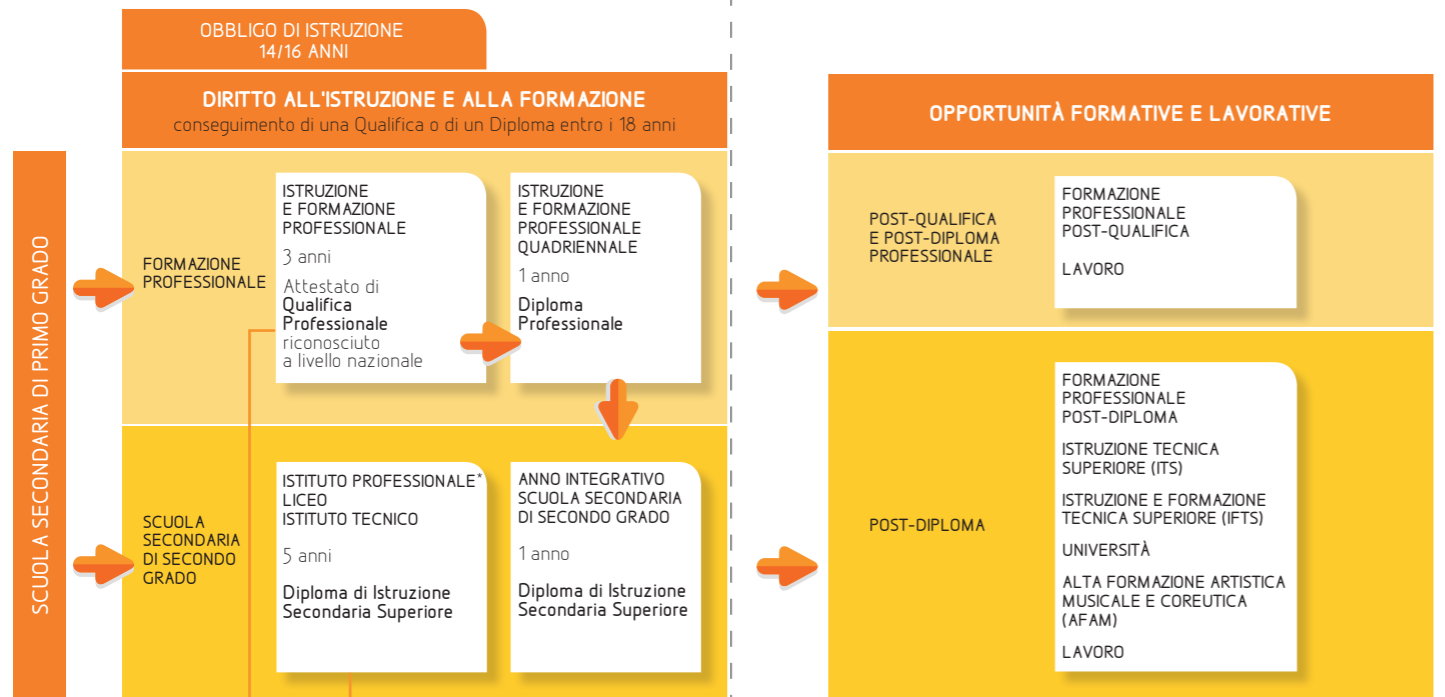 OBBLIGO DI ISTRUZIONE
14/16 ANNI
DIRITTO ALL'ISTRUZIONE E ALLA FORMAZIONE
conseguimento di una Qualifica o di un Diploma entro i 18 anni
SCUOLA SECONDARIA DI PRIMO GRADO
FORMAZIONE
PROFESSIONALE
ISTRUZIONE
E FORMAZIONE
PROFESSIONALE
3 anni
Attestato di
Qualifica
Professionale
riconosciuto
a livello nazionale
ISTRUZIONE
E FORMAZIONE
PROFESSIONALE
QUADRIENNALE
1 anno
Diploma
Professionale
SCUOLA
SECONDARIA
DI SECONDO
GRADO
ISTITUTO PROFESSIONALE*
LICEO
ISTITUTO TECNICO
5 anni
Diploma di Istruzione
Secondaria Superiore
ANNO INTEGRATIVO
SCUOLA SECONDARIA
DI SECONDO GRADO
1 anno
Diploma di Istruzione
Secondaria Superiore
OPPORTUNITÀ FORMATIVE E LAVORATIVE
POST-QUALIFICA
E POST-DIPLOMA
PROFESSIONALE
FORMAZIONE
PROFESSIONALE
POST-QUALIFICA
LAVORO
POST-DIPLOMA
FORMAZIONE
PROFESSIONALE
POST-DIPLOMA
ISTRUZIONE TECNICA
SUPERIORE (ITS)
ISTRUZIONE E FORMAZIONE
TECNICA SUPERIORE (IFTS)
UNIVERSITÀ
ALTA FORMAZIONE ARTISTICA
MUSICALE E COREUTICA
(AFAM)
LAVORO